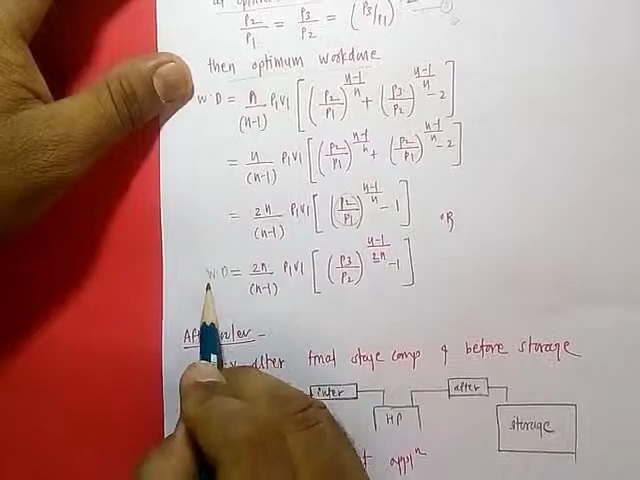 P2/P1 = P3/P2 = (P3/P1)
then optimum workdone
W.D = n/(n-1) P1V1 [(P2/P1)^(n-1/n) + (P3/P2)^(n-1/n) - 2]
= n/(n-1) P1V1 [(P2/P1)^(n-1/n) + (P2/P1)^(n-1/n) - 2]
= 2n/(n-1) P1V1 [(P2/P1)^(n-1/n) - 1] OR
W.D = 2n/(n-1) P1V1 [(P3/P2)^(n-1/2n) - 1]
after final stage comp & before storage
inter
after
HP
storage
appln